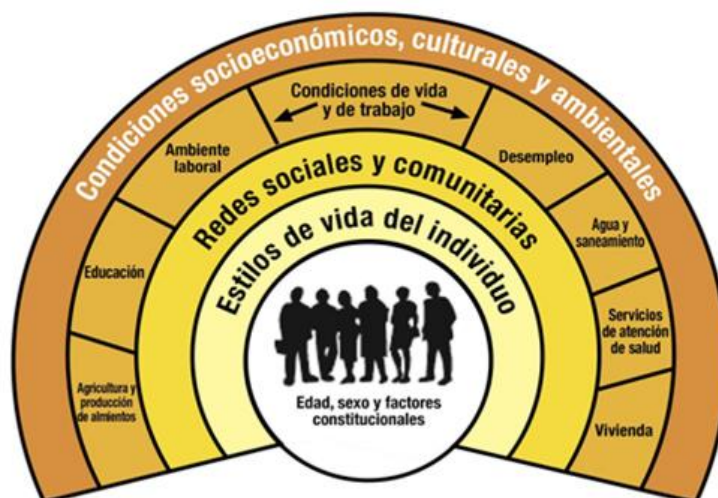 Condiciones socioeconómicos, culturales y ambientales
Condiciones de vida
y de trabajo
Ambiente
laboral
Desempleo
Educación
Agua y
saneamiento
Agricultura y
producción
de almientos
Servicios
de atención
de salud
Vivienda
Redes sociales y comunitarias
Estilos de vida del individuo
Edad, sexo y factores
constitucionales